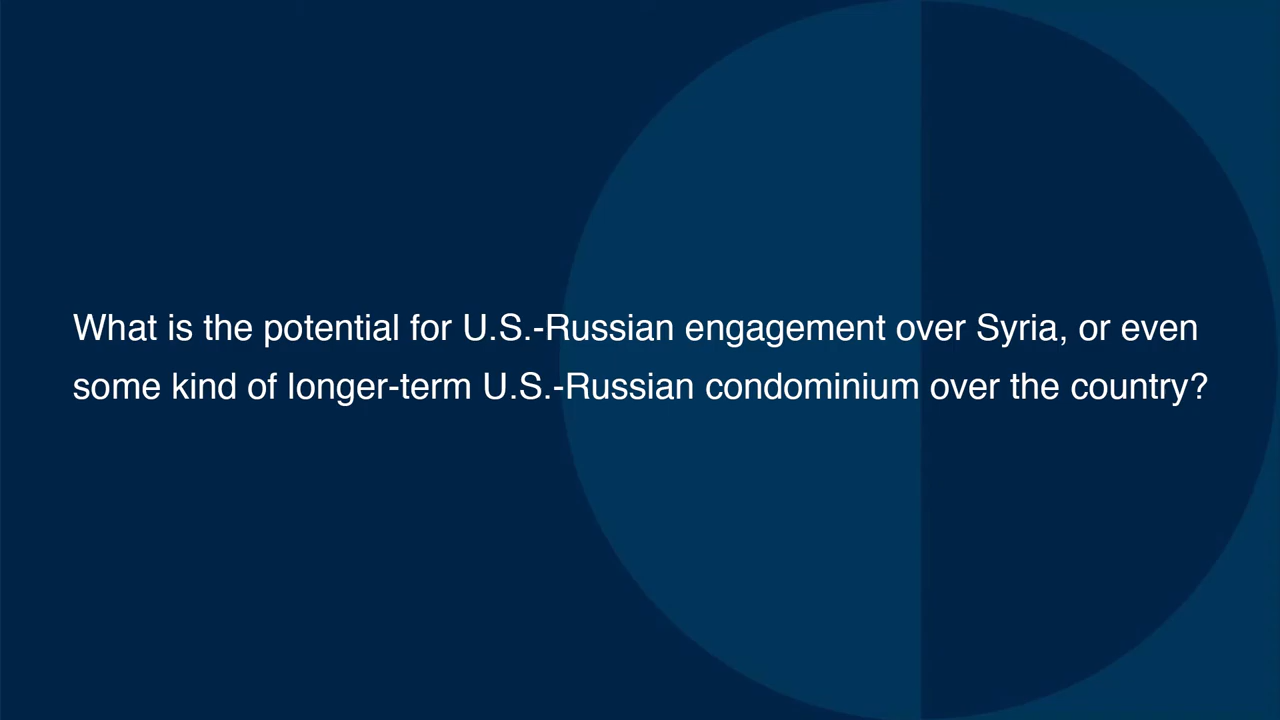 What is the potential for U.S.-Russian engagement over Syria, or even
some kind of longer-term U.S.-Russian condominium over the country?